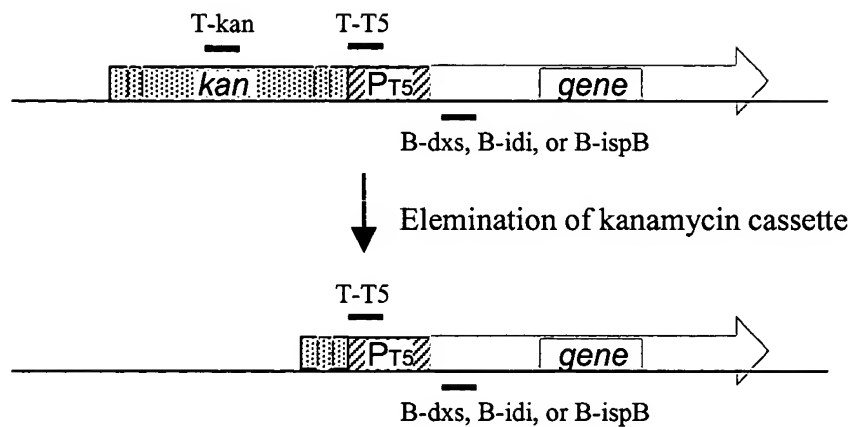 T-kan T-T5
kan PT5 gene
B-dxs, B-idi, or B-ispB
Elemination of kanamycin cassette
T-T5
PT5 gene
B-dxs, B-idi, or B-ispB